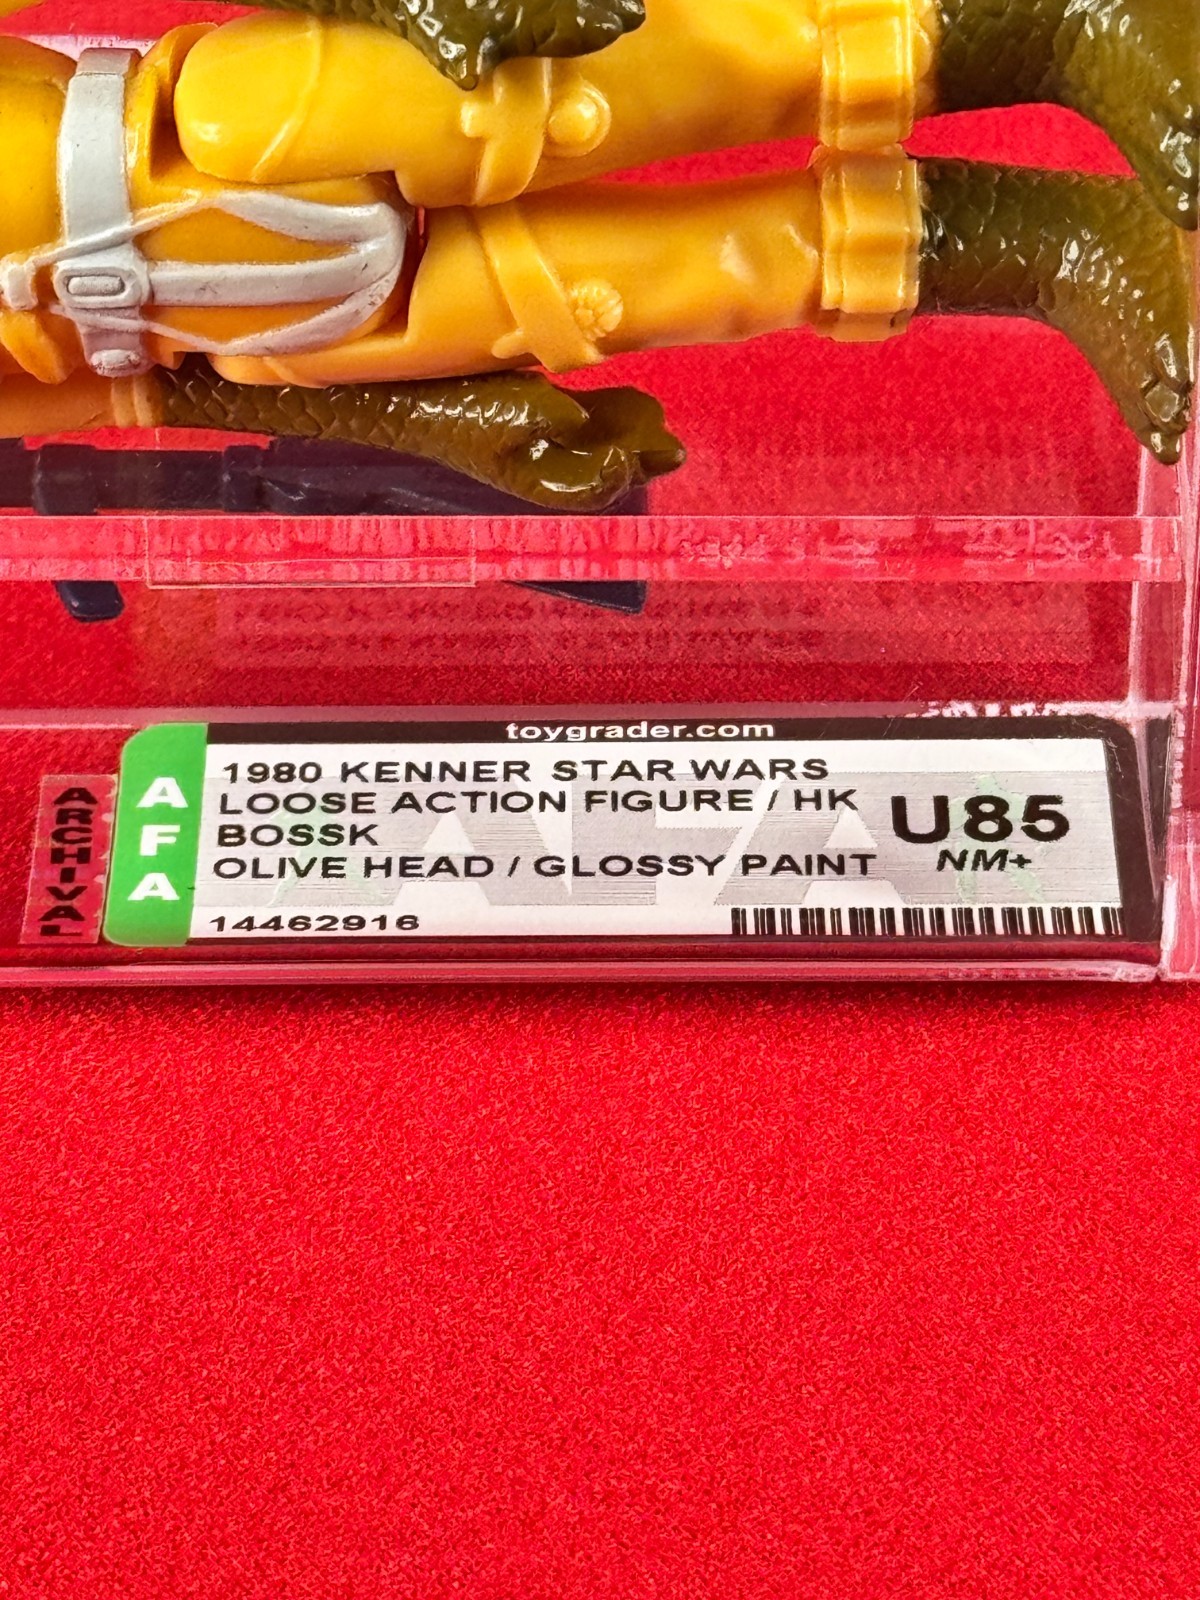 toygrader.com
ARCHIVAL
AFA
1980 KENNER STAR WARS
LOOSE ACTION FIGURE / HK
BOSSK
OLIVE HEAD / GLOSSY PAINT
U85
NM+
14462916